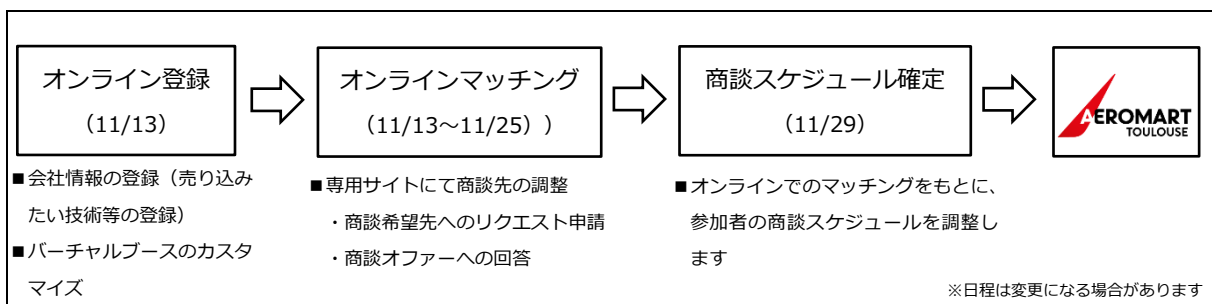 オンライン登録
（11/13）
オンラインマッチング
（11/13～11/25））
商談スケジュール確定
（11/29）
AEROMART
TOULOUSE
■会社情報の登録（売り込み
たい技術等の登録）
■バーチャルブースのカスタ
マイズ
■専用サイトにて商談先の調整
・商談希望先へのリクエスト申請
・商談オファーへの回答
■オンラインでのマッチングをもとに、
参加者の商談スケジュールを調整し
ます
※日程は変更になる場合があります